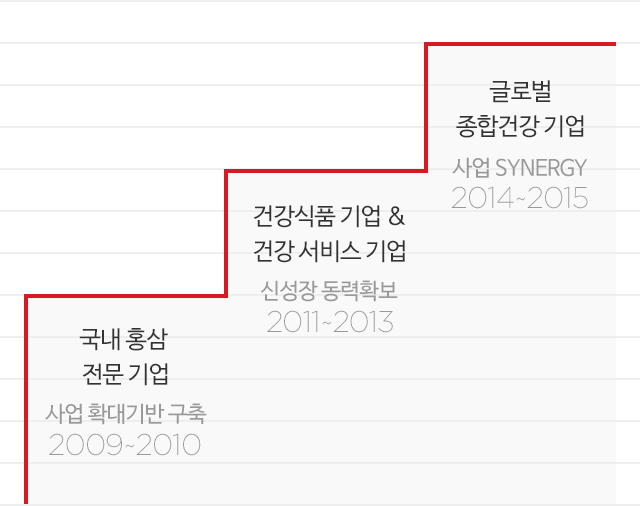 글로벌
종합건강 기업
사업 SYNERGY
2014~2015
건강식품 기업 &
건강 서비스 기업
신성장 동력확보
2011~2013
국내 홍삼
전문 기업
사업 확대기반 구축
2009~2010